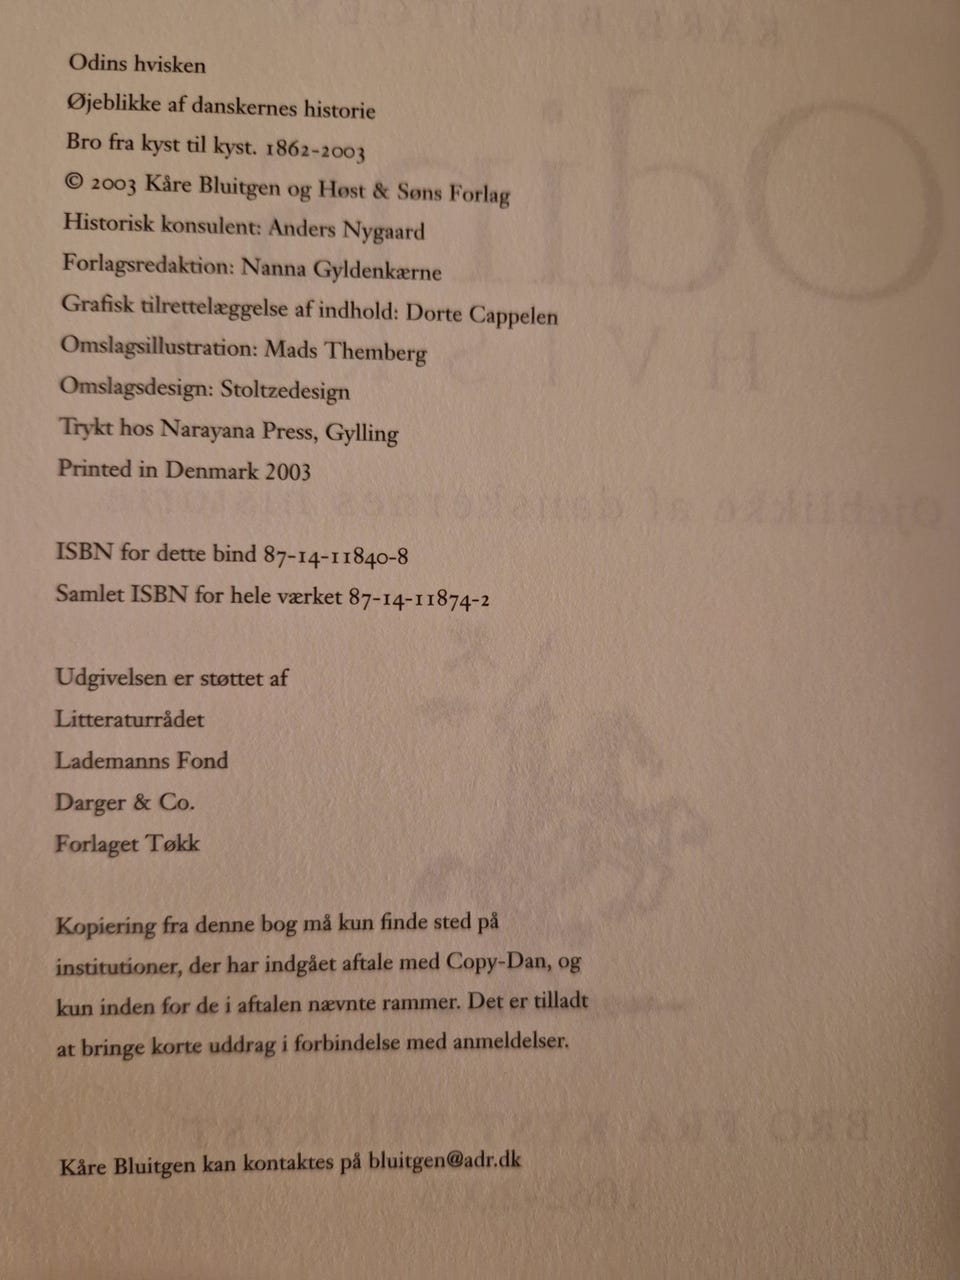 Odins hvisken
Øjeblikke af danskernes historie
Bro fra kyst til kyst. 1862-2003
© 2003 Kåre Bluitgen og Høst & Søns Forlag
Historisk konsulent: Anders Nygaard
Forlagsredaktion: Nanna Gyldenkærne
Grafisk tilrettelæggelse af indhold: Dorte Cappelen
Omslagsillustration: Mads Themberg
Omslagsdesign: Stoltzedesign
Trykt hos Narayana Press, Gylling
Printed in Denmark 2003
ISBN for dette bind 87-14-11840-8
Samlet ISBN for hele værket 87-14-11874-2
Udgivelsen er støttet af
Litteraturrådet
Lademanns Fond
Darger & Co.
Forlaget Tøkk
Kopiering fra denne bog må kun finde sted på
institutioner, der har indgået aftale med Copy-Dan, og
kun inden for de i aftalen nævnte rammer. Det er tilladt
at bringe korte uddrag i forbindelse med anmeldelser.
Kåre Bluitgen kan kontaktes på bluitgen@adr.dk